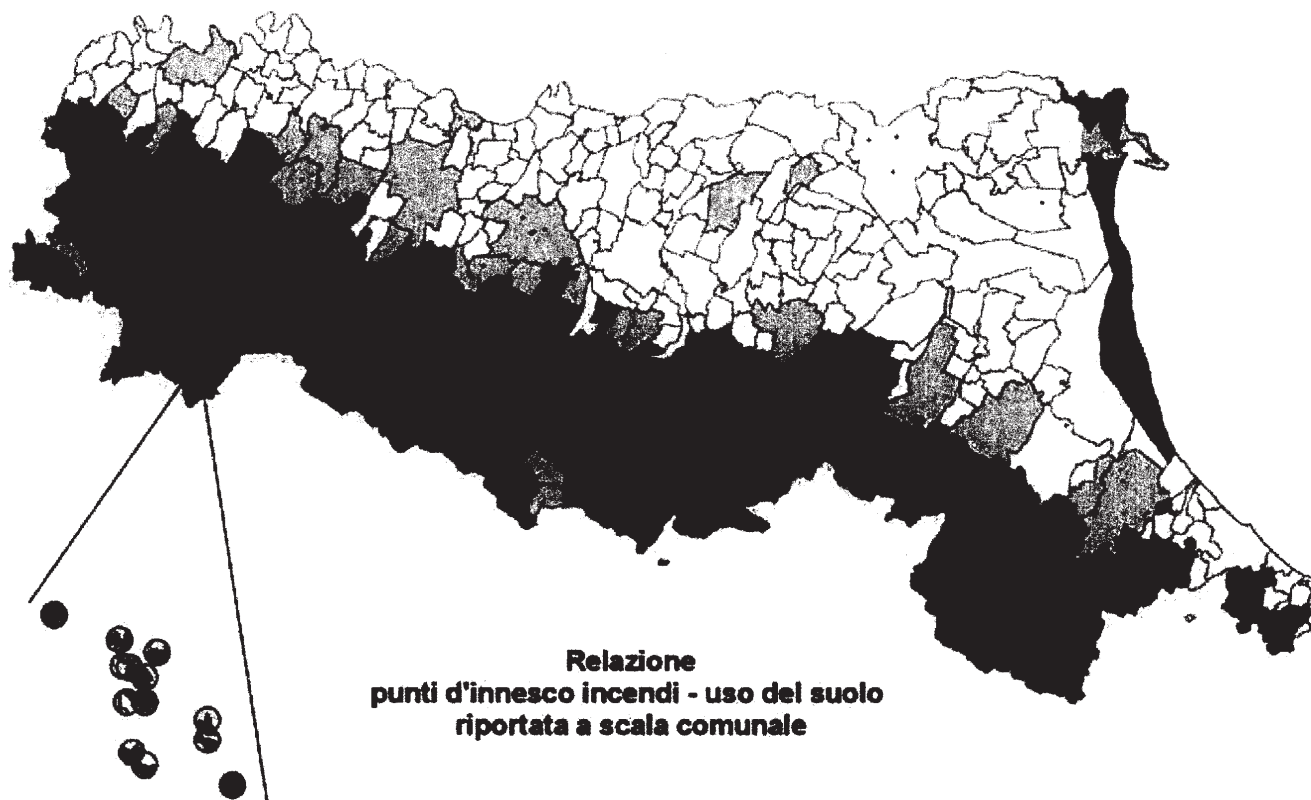 Relazione
punti d'innesco incendi - uso del suolo
riportata a scala comunale